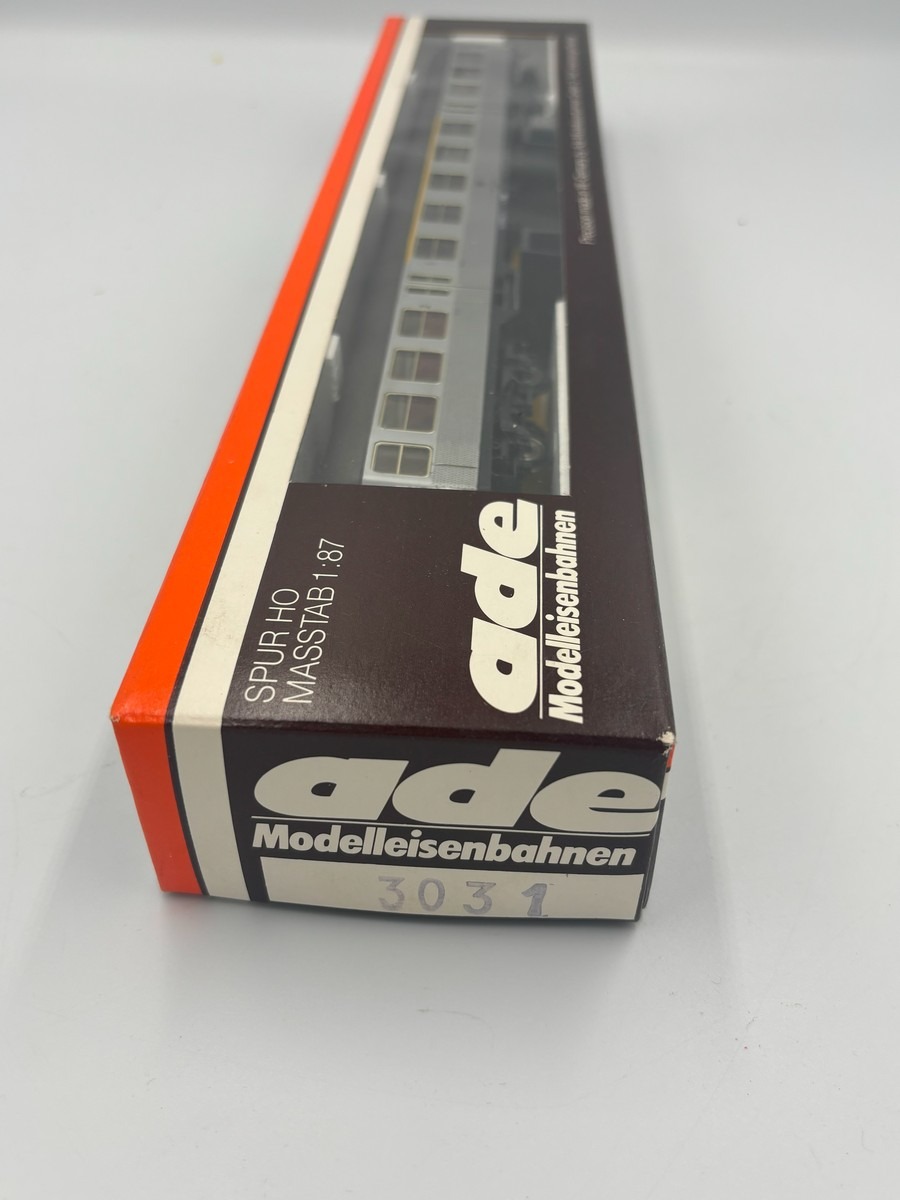 SPUR HO
MASSTAB 1:87
ade
Modelleisenbahnen
ade
Modelleisenbahnen
3031